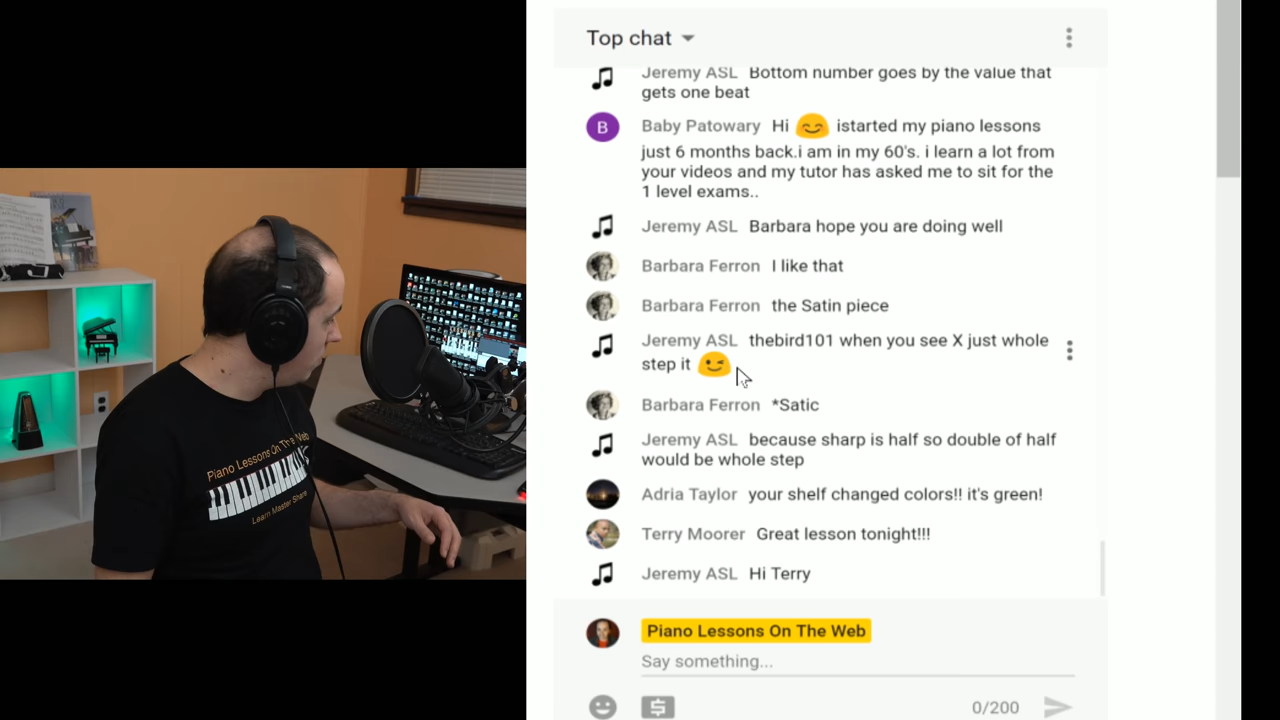 Top chat
Jeremy ASL Bottom number goes by the value that
gets one beat
B
Baby Patowary Hi 😊 istarted my piano lessons
just 6 months back.i am in my 60's. i learn a lot from
your videos and my tutor has asked me to sit for the
1 level exams..
Jeremy ASL Barbara hope you are doing well
Barbara Ferron I like that
Barbara Ferron the Satin piece
Jeremy ASL thebird101 when you see X just whole
step it 😉
Barbara Ferron *Satic
Jeremy ASL because sharp is half so double of half
would be whole step
Adria Taylor your shelf changed colors!! it's green!
Terry Moorer Great lesson tonight!!!
Jeremy ASL Hi Terry
Piano Lessons On The Web
Say something...
$
0/200
Piano Lessons On The Web
Learn Master Share